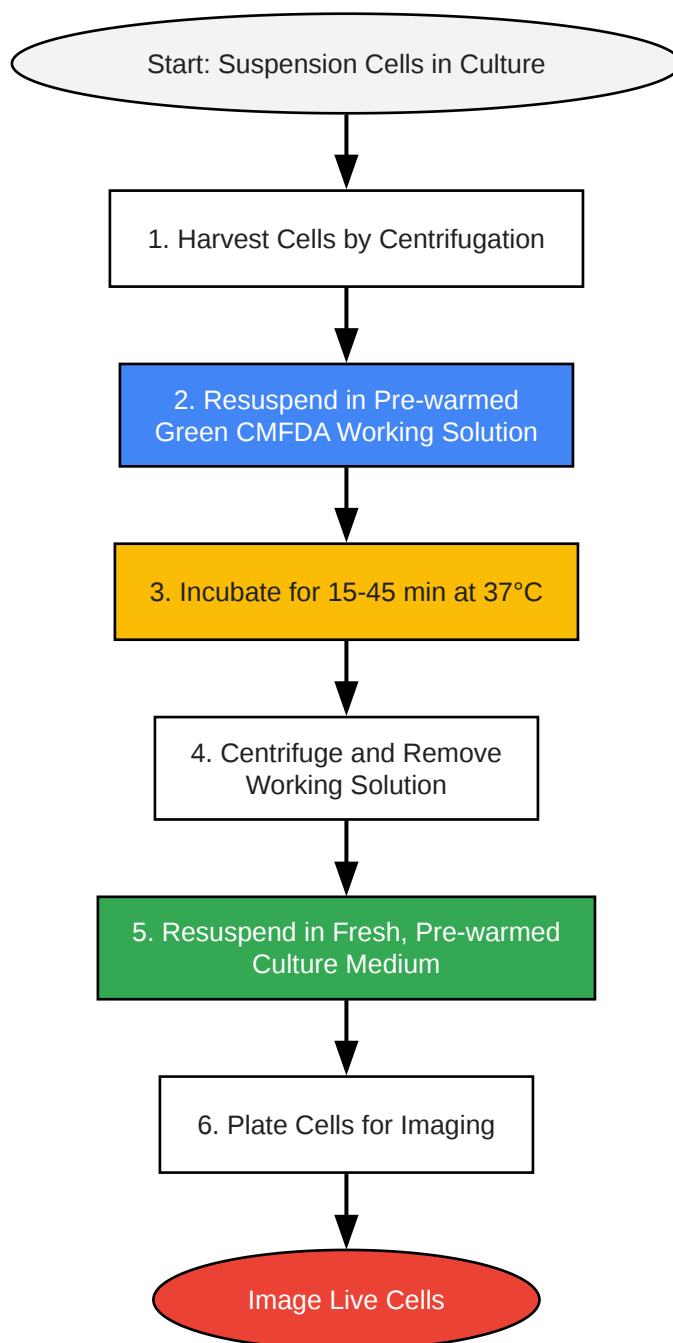 Start: Suspension Cells in Culture
1. Harvest Cells by Centrifugation
2. Resuspend in Pre-warmed
Green CMFDA Working Solution
3. Incubate for 15-45 min at 37°C
4. Centrifuge and Remove
Working Solution
5. Resuspend in Fresh, Pre-warmed
Culture Medium
6. Plate Cells for Imaging
Image Live Cells